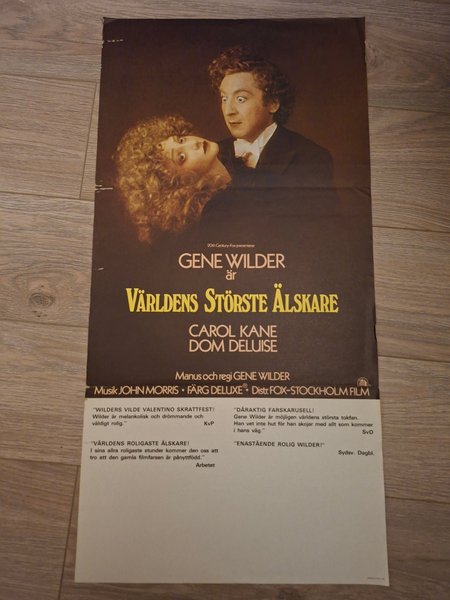 20th Century-Fox presenterar
GENE WILDER
är
VÄRLDENS STÖRSTE ÄLSKARE
CAROL KANE
DOM DELUISE
Manus och regi GENE WILDER
Musik JOHN MORRIS · FÄRG DELUXE® · Distr. FOX-STOCKHOLM FILM
"WILDERS VILDE VALENTINO SKRATTFEST!
Wilder är melankolisk och drömmande och
väldigt rolig."
KvP
"VÄRLDENS ROLIGASTE ÄLSKARE!
I sina allra roligaste stunder kommer den oss att
tro att den gamla filmfarsen är pånyttfödd."
Arbetet
"DÅRAKTIG FARSKARUSELL!
Gene Wilder är möjligen världens största tokfan.
Han vet inte hut för han skojar med allt som kommer
i hans väg."
SvD
"ENASTÅENDE ROLIG WILDER!"
Sydsv. Dagbl.